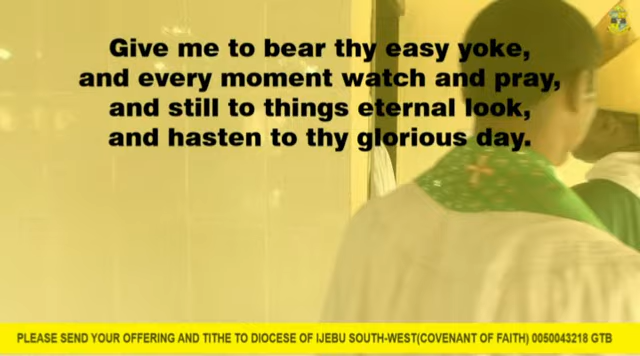 Give me to bear thy easy yoke,
and every moment watch and pray,
and still to things eternal look,
and hasten to thy glorious day.
PLEASE SEND YOUR OFFERING AND TITHE TO DIOCESE OF IJEBU SOUTH-WEST(COVENANT OF FAITH) 0050043218 GTB